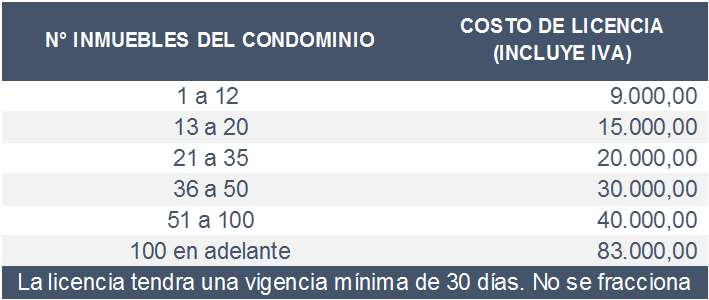 Nº INMUEBLES DEL CONDOMINIO COSTO DE LICENCIA
(INCLUYE IVA)
1 a 12 9.000,00
13 a 20 15.000,00
21 a 35 20.000,00
36 a 50 30.000,00
51 a 100 40.000,00
100 en adelante 83.000,00
La licencia tendra una vigencia mínima de 30 días. No se fracciona